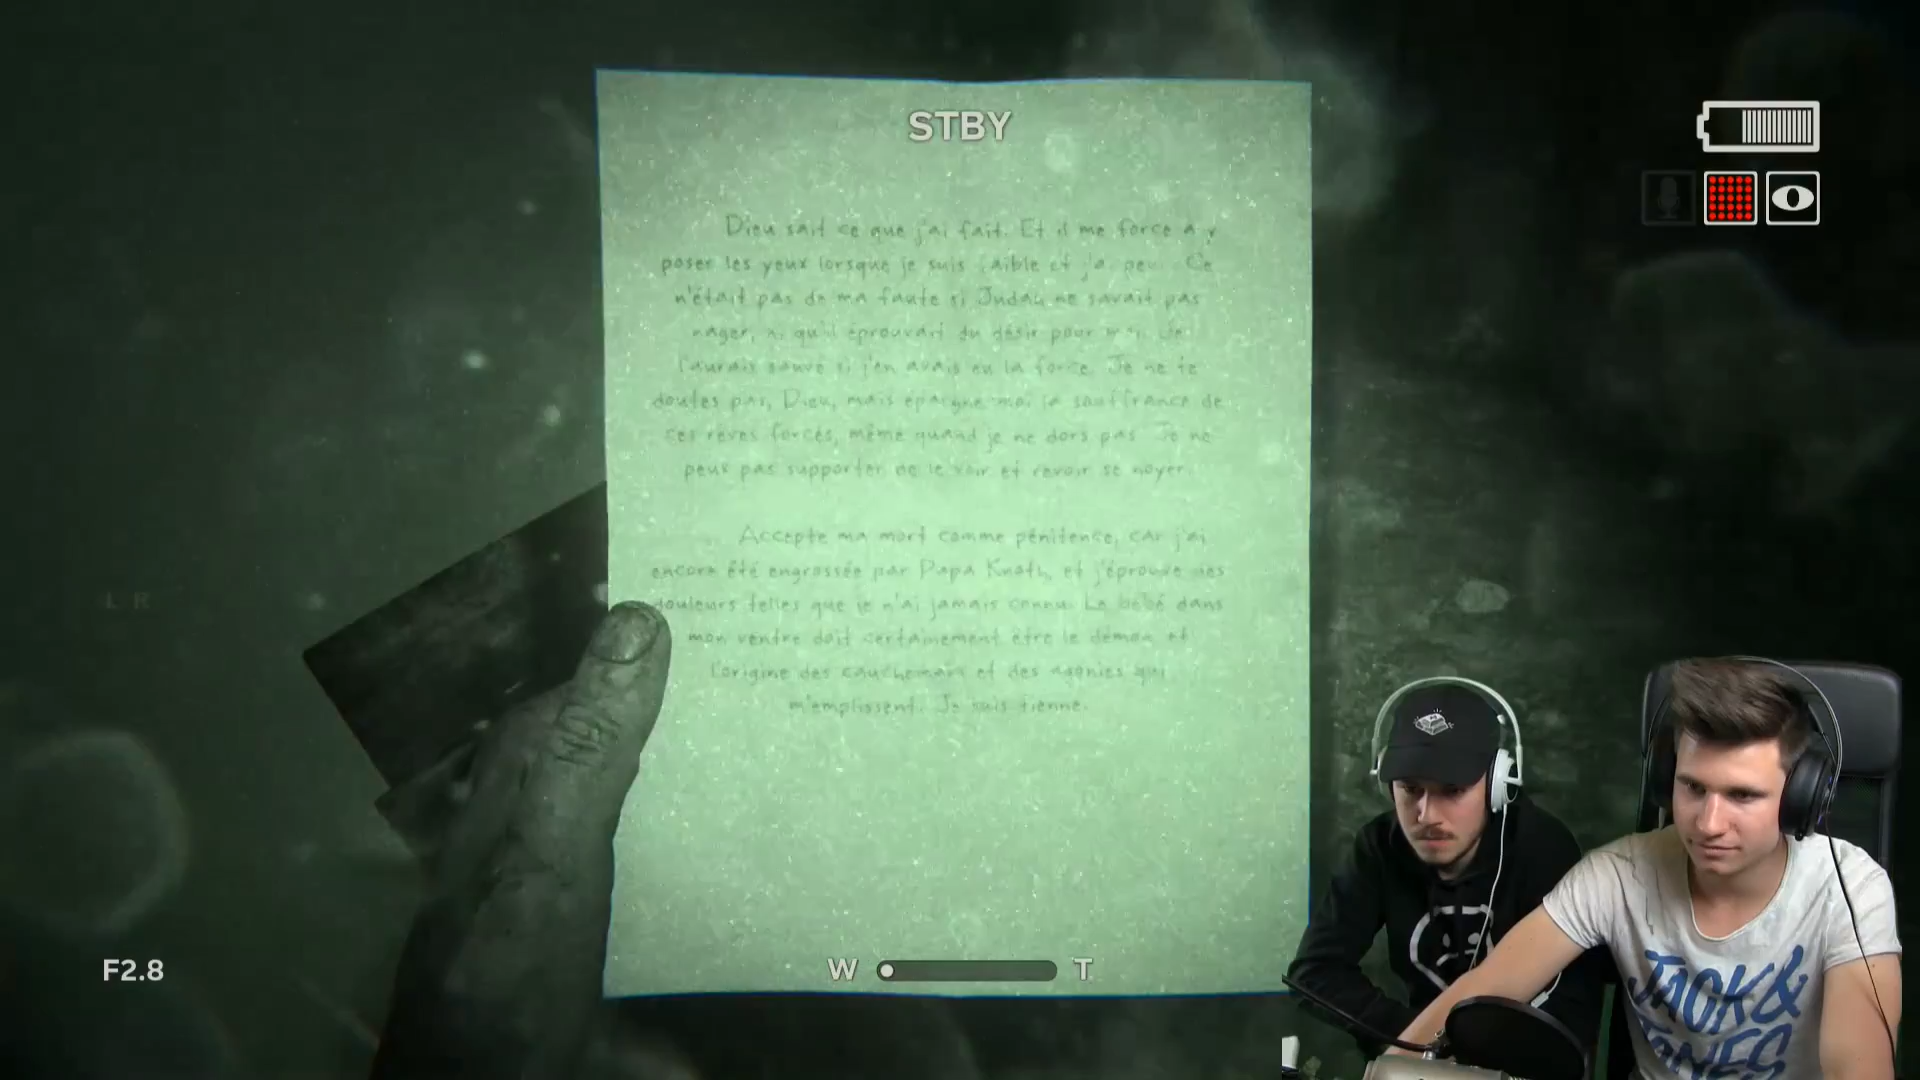 STBY
Dieu sait ce que j'ai fait. Et il me force à y
poser les yeux lorsque je suis faible et j'ai Ce
n'était pas de ma faute si ne savait pas
nager, qu'il éprouvait du désir pour
l'aurais sauvé si j'en avais eu la force. Je ne te
doutes pas, Dieu, mais épargne moi la souffrance de
ces rêves forcés, même quand je ne dors pas. Je ne
peux pas supporter de le voir et revoir se noyer.
Accepte ma mort comme pénitence, car j'ai
encore été engrossée par Papa Knoth, et j'éprouve des
douleurs telles que je n'ai jamais connu. Le bébé dans
mon ventre doit certainement être le démon et
l'origine des cauchemars et des agonies qui
m'emplissent. Je suis tienne.
L R
F2.8
W T
JACK &
JONES